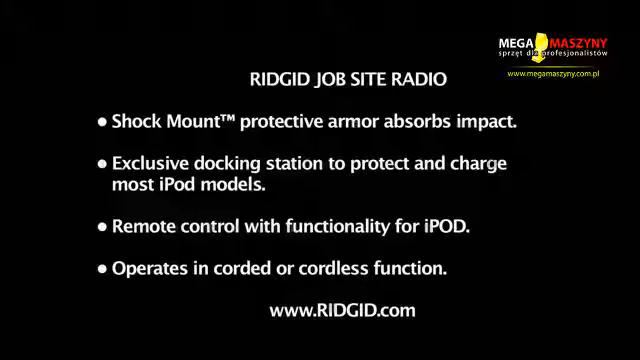 MEGA MASZYNY
sprzęt dla profesjonalistów
www.megamaszyny.com.pl
RIDGID JOB SITE RADIO
● Shock Mount™ protective armor absorbs impact.
● Exclusive docking station to protect and charge
most iPod models.
● Remote control with functionality for iPOD.
● Operates in corded or cordless function.
www.RIDGID.com